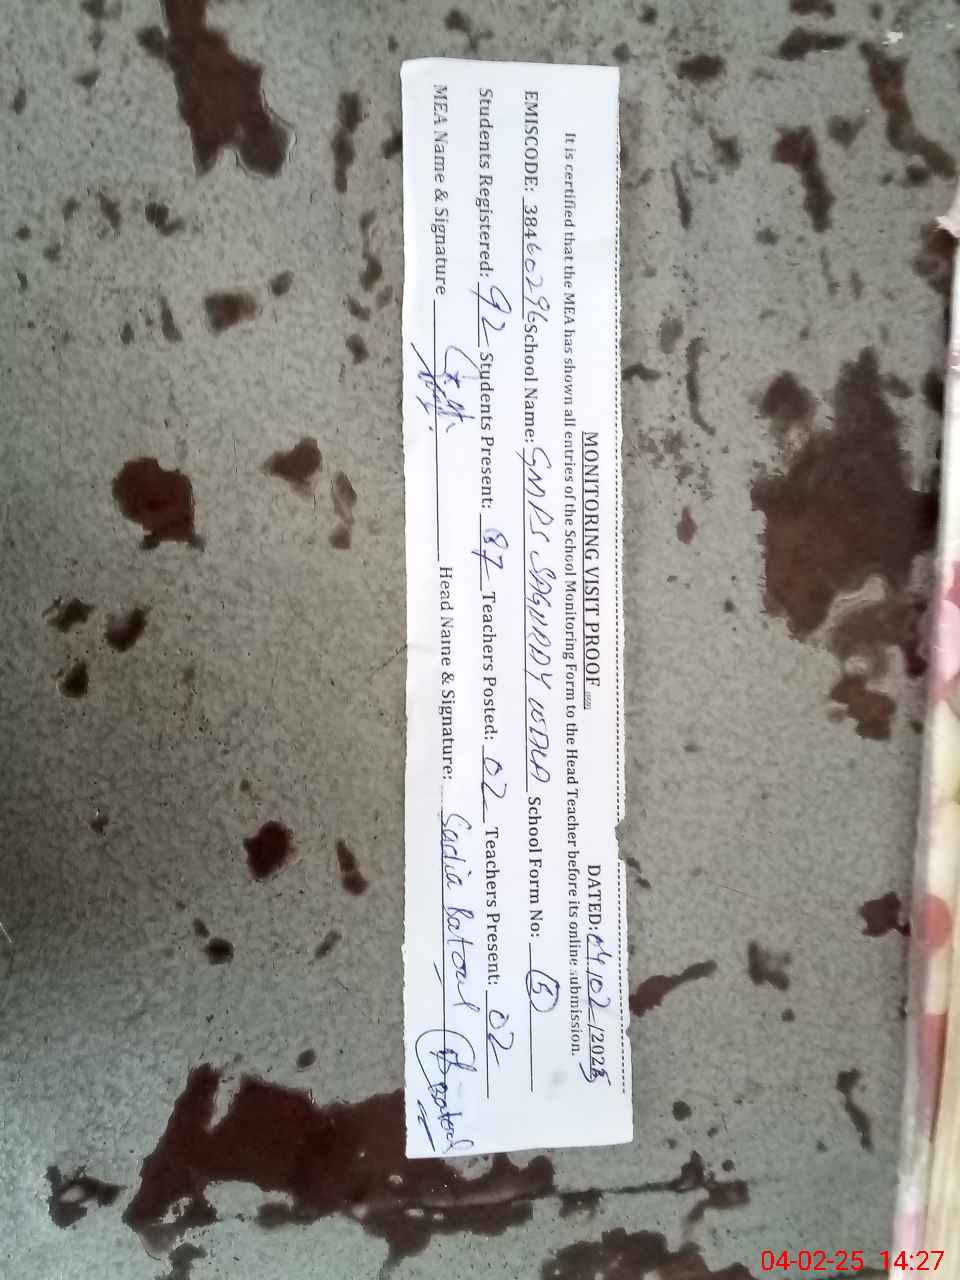 MONITORING VISIT PROOF DATED: 04/02/2025
It is certified that the MEA has shown all entries of the School Monitoring Form to the Head Teacher before its online submission.
EMISCODE: 38460296 School Name: GMPS SAGHRDY WDHA School Form No: (5)
Students Registered: 92 Students Present: 87 Teachers Posted: 02 Teachers Present: 02
MEA Name & Signature Head Name & Signature: Sadia Batool
04-02-25 14:27